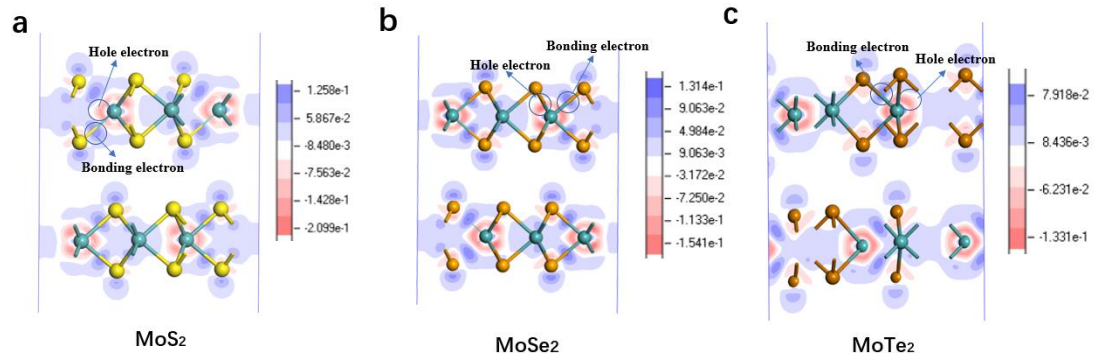 a
Hole electron
Bonding electron
1.258e-1
5.867e-2
-8.480e-3
-7.563e-2
-1.428e-1
-2.099e-1
MoS₂
b
Bonding electron
Hole electron
1.314e-1
9.063e-2
4.984e-2
9.063e-3
-3.172e-2
-7.250e-2
-1.133e-1
-1.541e-1
MoSe₂
c
Bonding electron
Hole electron
7.918e-2
8.436e-3
-6.231e-2
-1.331e-1
MoTe₂